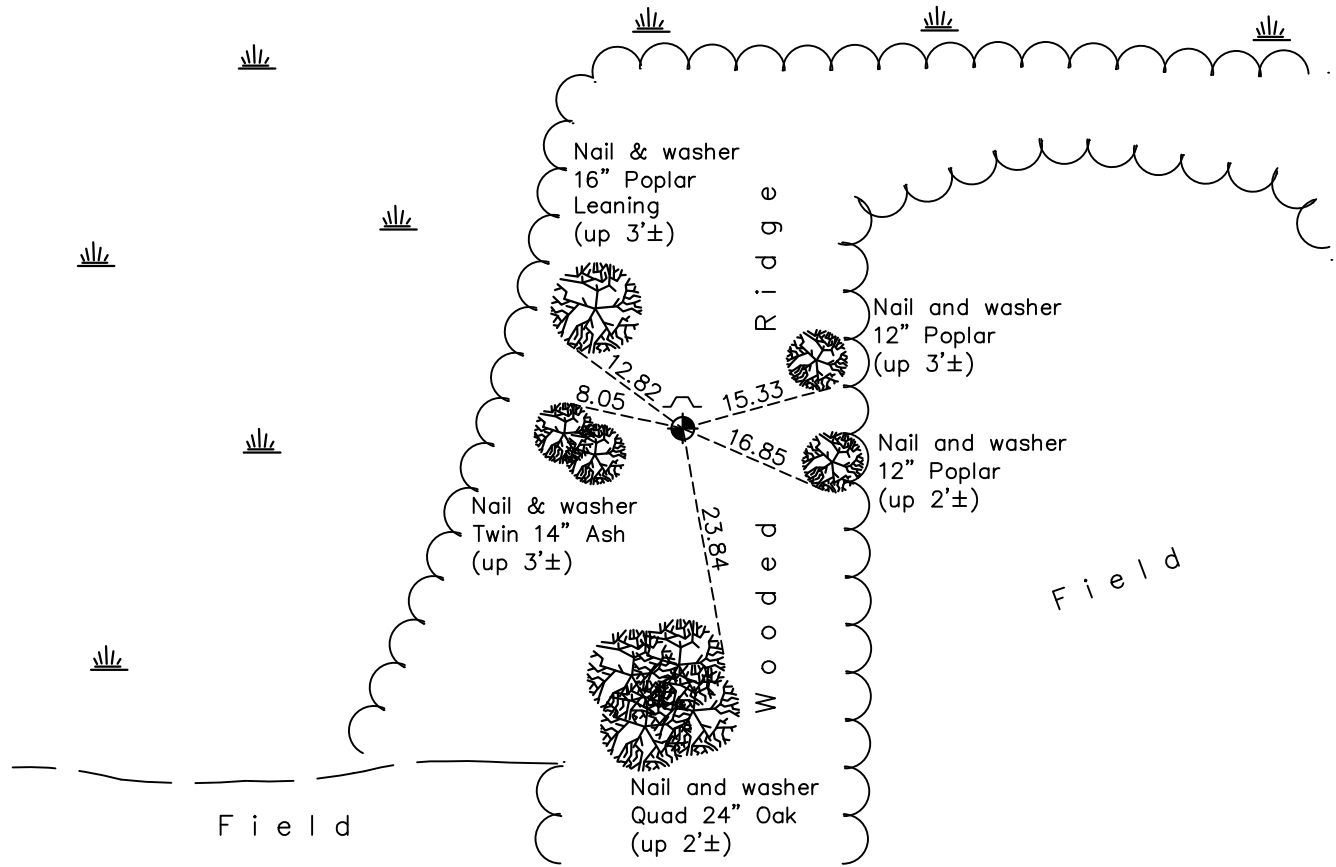 Nail & washer
16” Poplar
Leaning
(up 3’±)
Ridge
Nail and washer
12” Poplar
(up 3’±)
12.82
8.05
15.33
16.85
Nail and washer
12” Poplar
(up 2’±)
Nail & washer
Twin 14” Ash
(up 3’±)
23.84
Wooded
Field
Nail and washer
Quad 24” Oak
(up 2’±)
Field